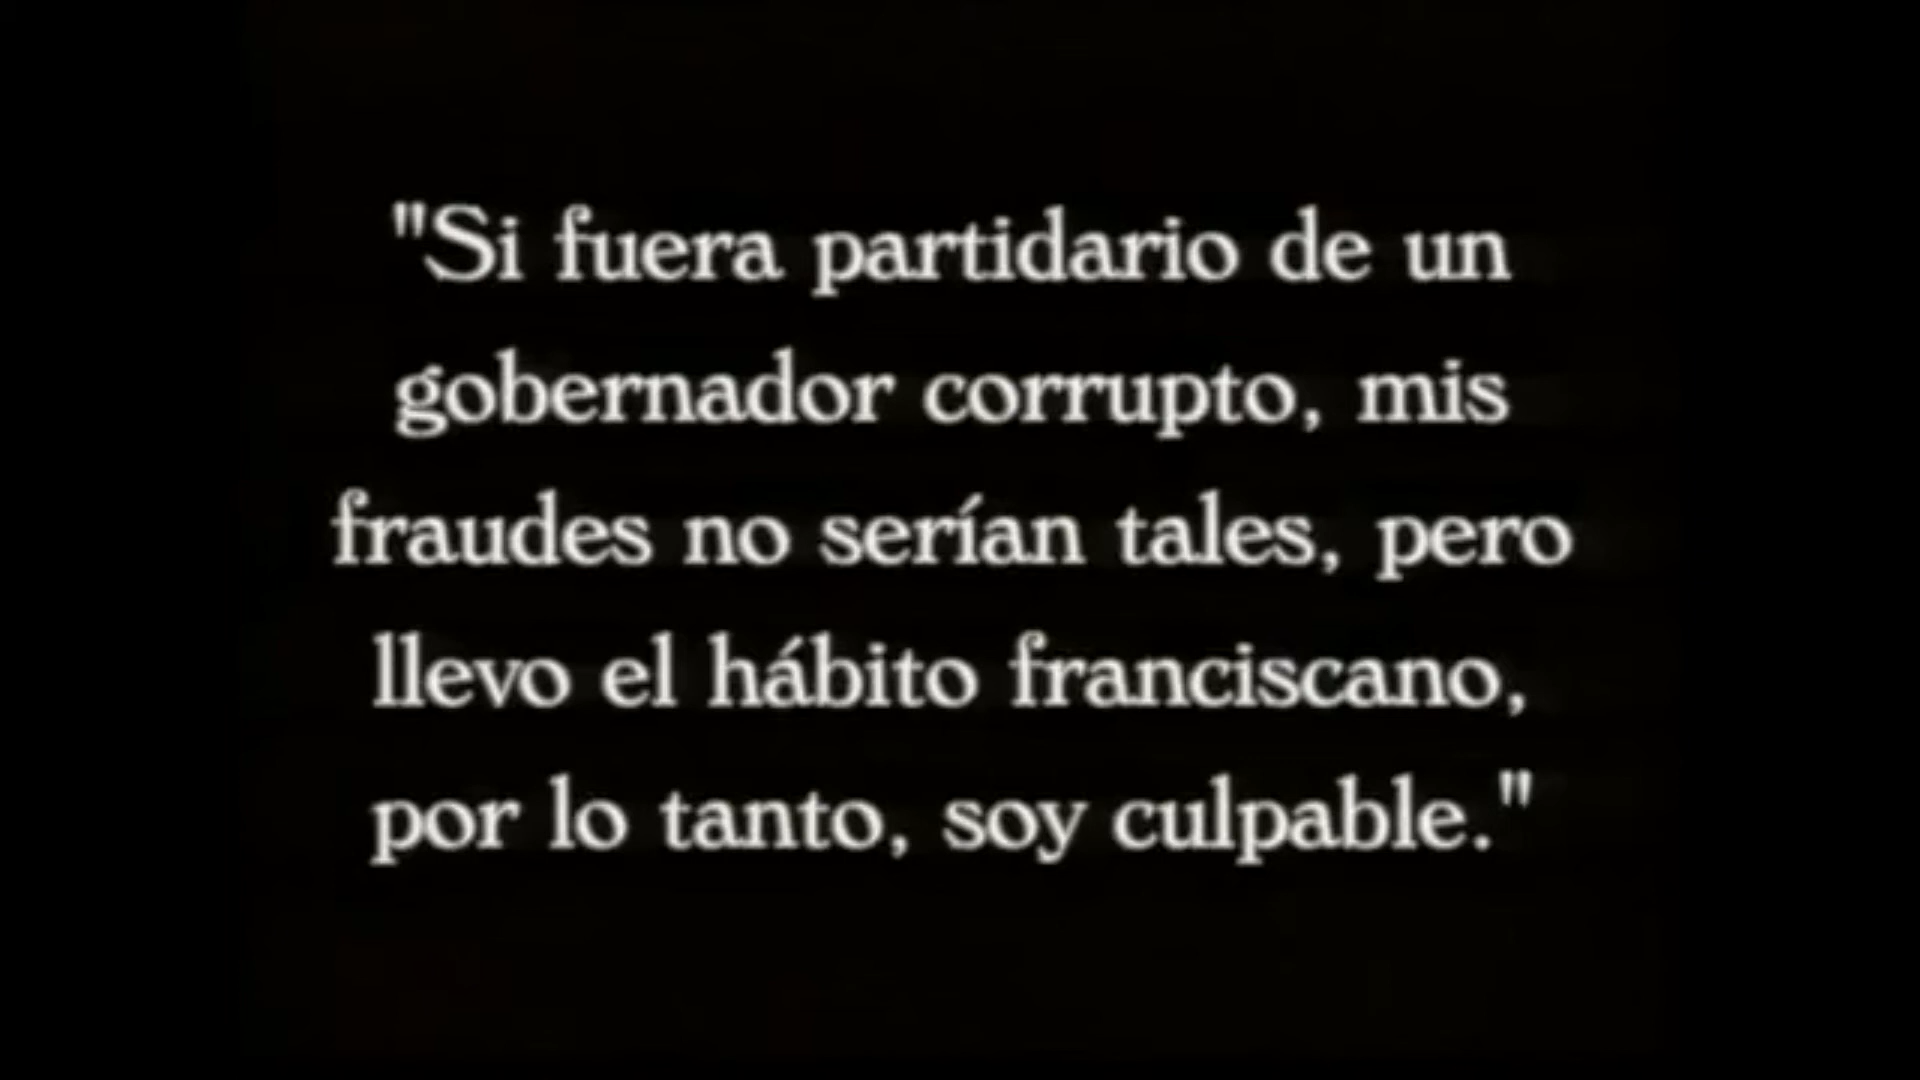 "Si fuera partidario de un
gobernador corrupto, mis
fraudes no serían tales, pero
llevo el hábito franciscano,
por lo tanto, soy culpable."